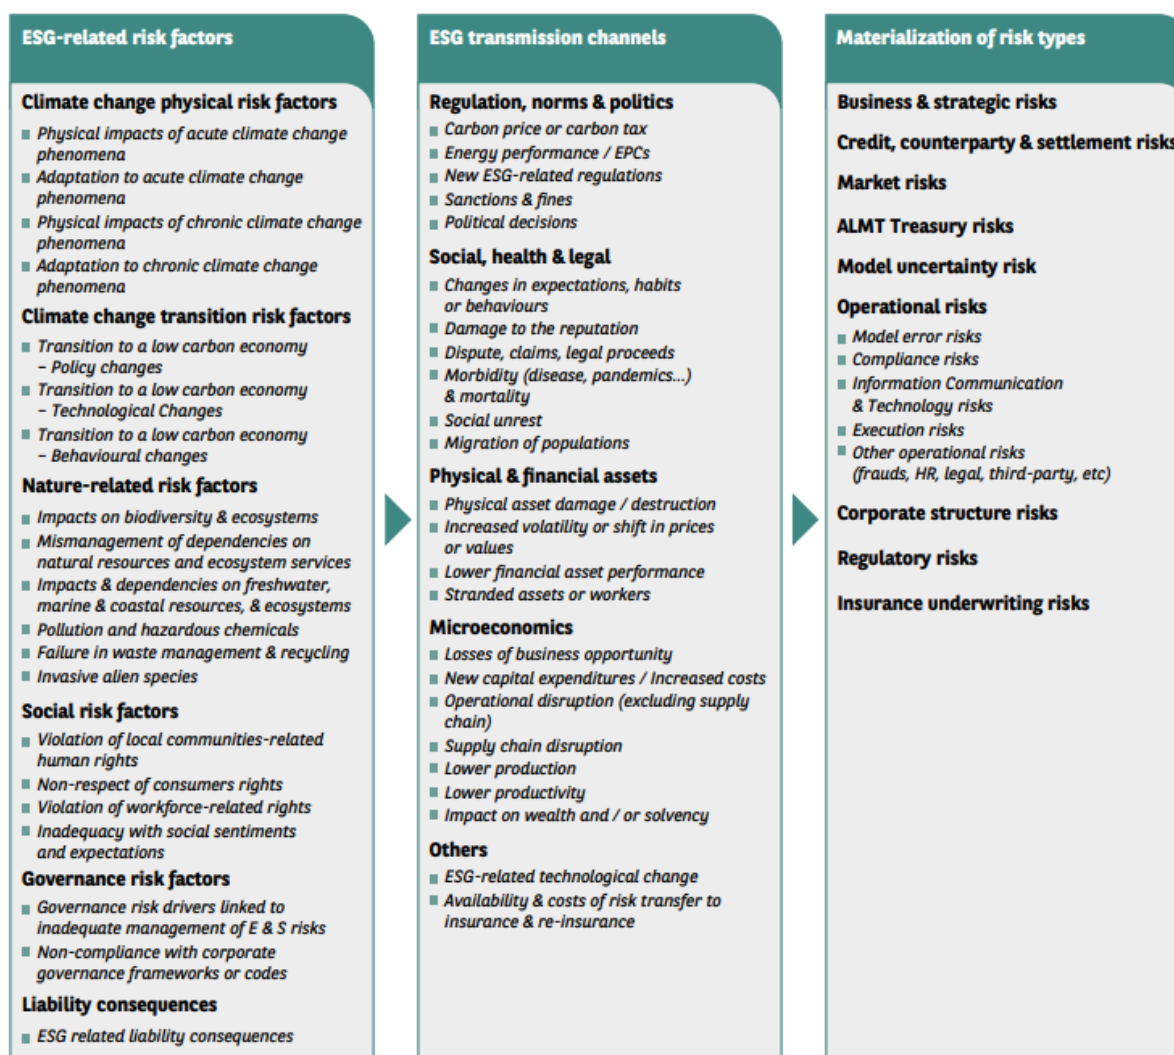 ESG-related risk factors
Climate change physical risk factors
Physical impacts of acute climate change
phenomena
Adaptation to acute climate change
phenomena
Physical impacts of chronic climate change
phenomena
Adaptation to chronic climate change
phenomena
Climate change transition risk factors
Transition to a low carbon economy
– Policy changes
Transition to a low carbon economy
– Technological Changes
Transition to a low carbon economy
– Behavioural changes
Nature-related risk factors
Impacts on biodiversity & ecosystems
Mismanagement of dependencies on
natural resources and ecosystem services
Impacts & dependencies on freshwater,
marine & coastal resources, & ecosystems
Pollution and hazardous chemicals
Failure in waste management & recycling
Invasive alien species
Social risk factors
Violation of local communities-related
human rights
Non-respect of consumers rights
Violation of workforce-related rights
Inadequacy with social sentiments
and expectations
Governance risk factors
Governance risk drivers linked to
inadequate management of E & S risks
Non-compliance with corporate
governance frameworks or codes
Liability consequences
ESG related liability consequences
ESG transmission channels
Regulation, norms & politics
Carbon price or carbon tax
Energy performance / EPCs
New ESG-related regulations
Sanctions & fines
Political decisions
Social, health & legal
Changes in expectations, habits
or behaviours
Damage to the reputation
Dispute, claims, legal proceeds
Morbidity (disease, pandemics...)
& mortality
Social unrest
Migration of populations
Physical & financial assets
Physical asset damage / destruction
Increased volatility or shift in prices
or values
Lower financial asset performance
Stranded assets or workers
Microeconomics
Losses of business opportunity
New capital expenditures / Increased costs
Operational disruption (excluding supply
chain)
Supply chain disruption
Lower production
Lower productivity
Impact on wealth and / or solvency
Others
ESG-related technological change
Availability & costs of risk transfer to
insurance & re-insurance
Materialization of risk types
Business & strategic risks
Credit, counterparty & settlement risks
Market risks
ALMT Treasury risks
Model uncertainty risk
Operational risks
Model error risks
Compliance risks
Information Communication
& Technology risks
Execution risks
Other operational risks
(frauds, HR, legal, third-party, etc)
Corporate structure risks
Regulatory risks
Insurance underwriting risks